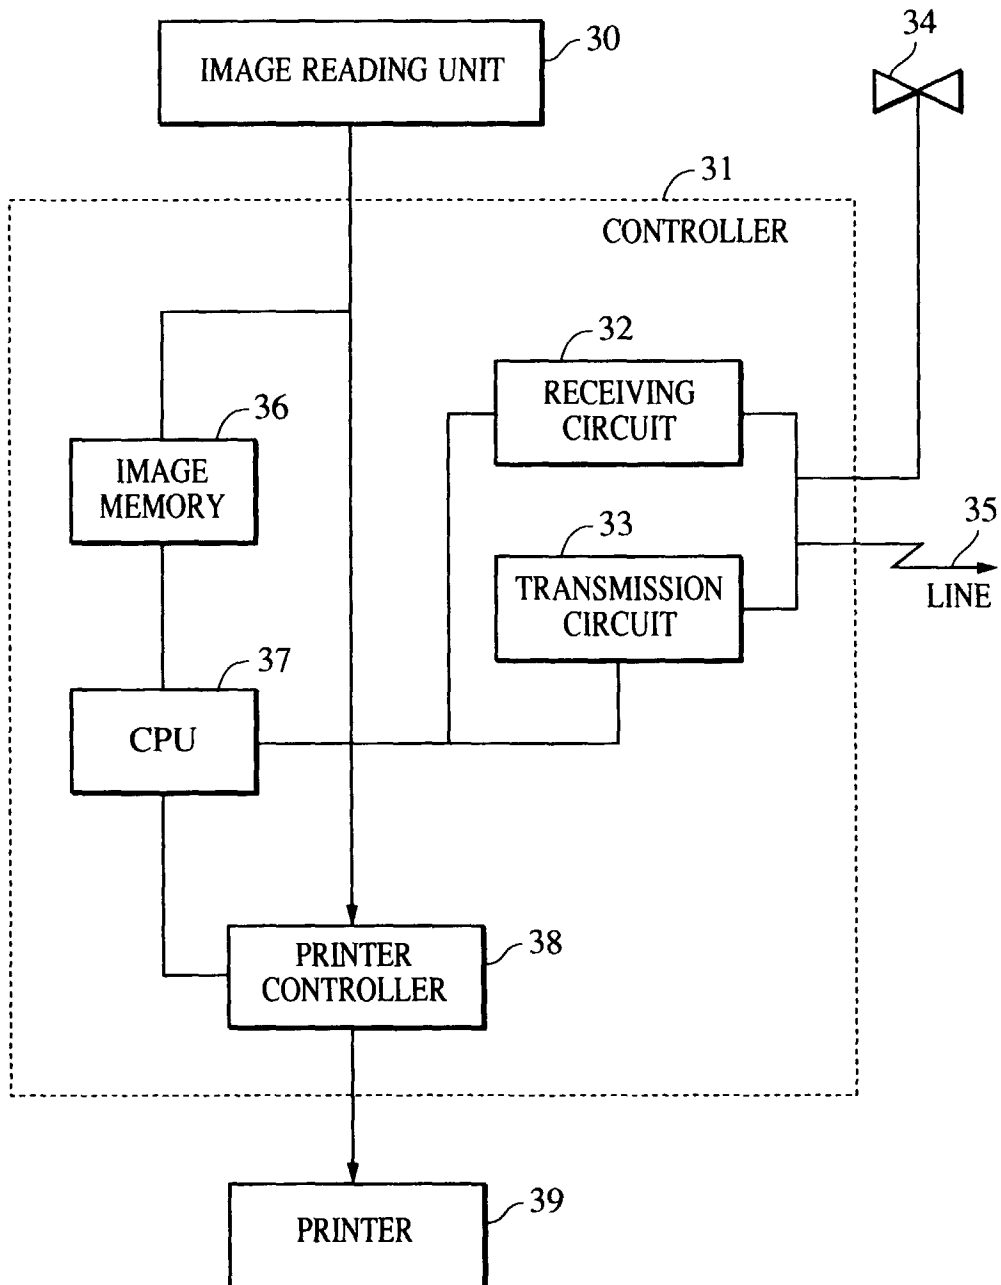 IMAGE READING UNIT
30
34
31
CONTROLLER
32
RECEIVING
CIRCUIT
36
IMAGE
MEMORY
33
35
TRANSMISSION
CIRCUIT
LINE
37
CPU
38
PRINTER
CONTROLLER
39
PRINTER